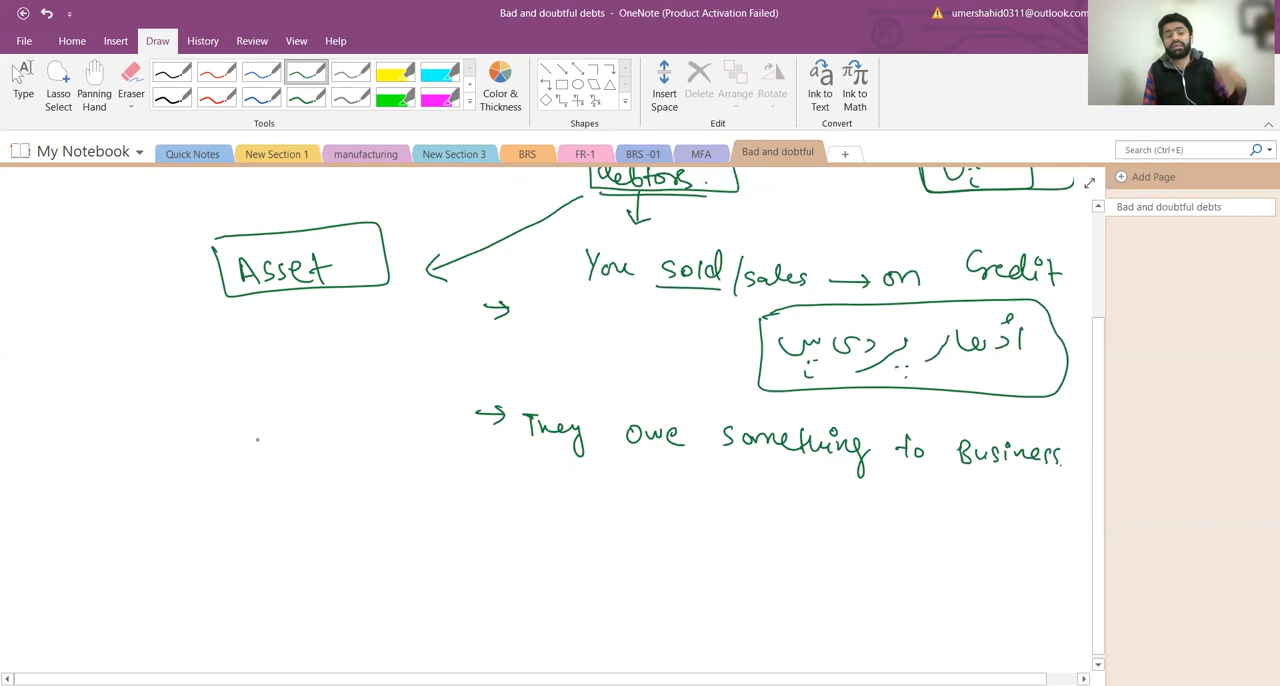 Bad and doubtful debts - OneNote (Product Activation Failed)
umershahid0311@outlook.com
File Home Insert Draw History Review View Help
Type Lasso Select Panning Hand Eraser Color & Thickness Insert Space Delete Arrange Rotate Ink to Text Ink to Math
Tools Shapes Edit Convert
My Notebook Quick Notes New Section 1 manufacturing New Section 3 BRS FR-1 BRS -01 MFA Bad and dobtful + Search (Ctrl+E)
Add Page
Bad and doubtful debts
debtors.
Asset
You sold/sales → on Credit
→
اُدھار پر دی
→ They owe something to Business.